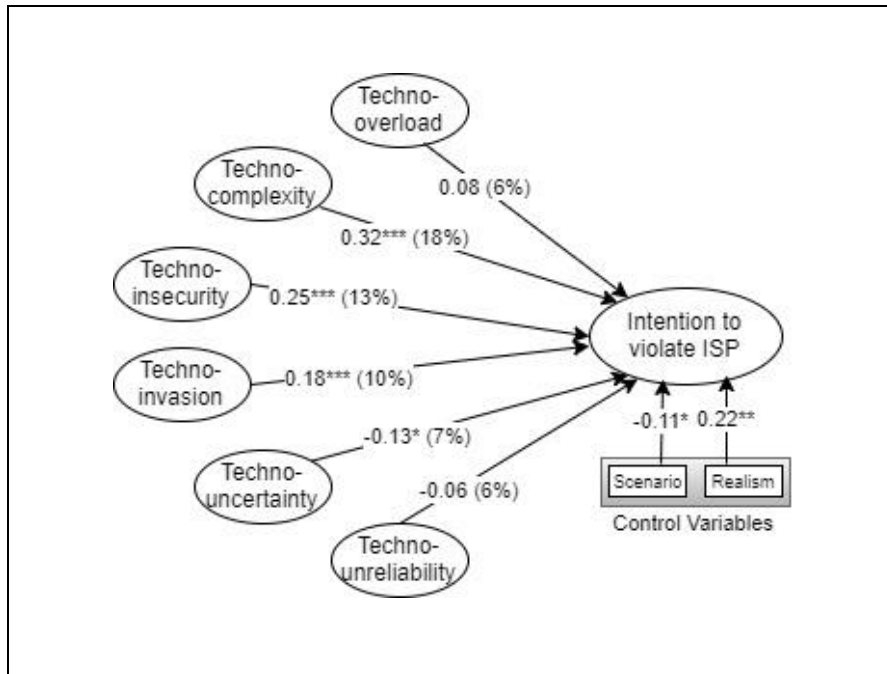 Techno-
overload
0.08 (6%)
Techno-
complexity
0.32*** (18%)
Techno-
insecurity
0.25*** (13%)
Intention to
violate ISP
Techno-
invasion
0.18*** (10%)
-0.13* (7%)
-0.11*
0.22**
Techno-
uncertainty
-0.06 (6%)
Scenario
Realism
Control Variables
Techno-
unreliability